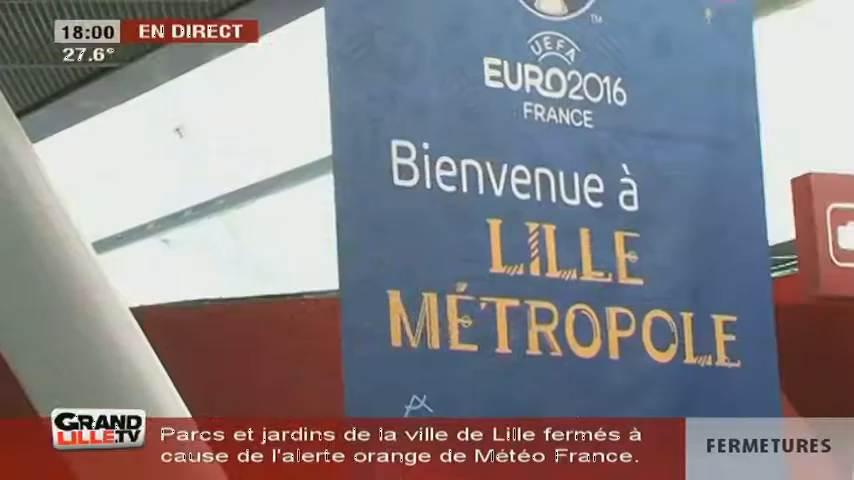 18:00 EN DIRECT
27.6°
TM
UEFA
EURO2016
FRANCE
Bienvenue à
LILLE
MÉTROPOLE
GRAND
LILLE TV
Parcs et jardins de la ville de Lille fermés à
cause de l'alerte orange de Météo France.
FERMETURES